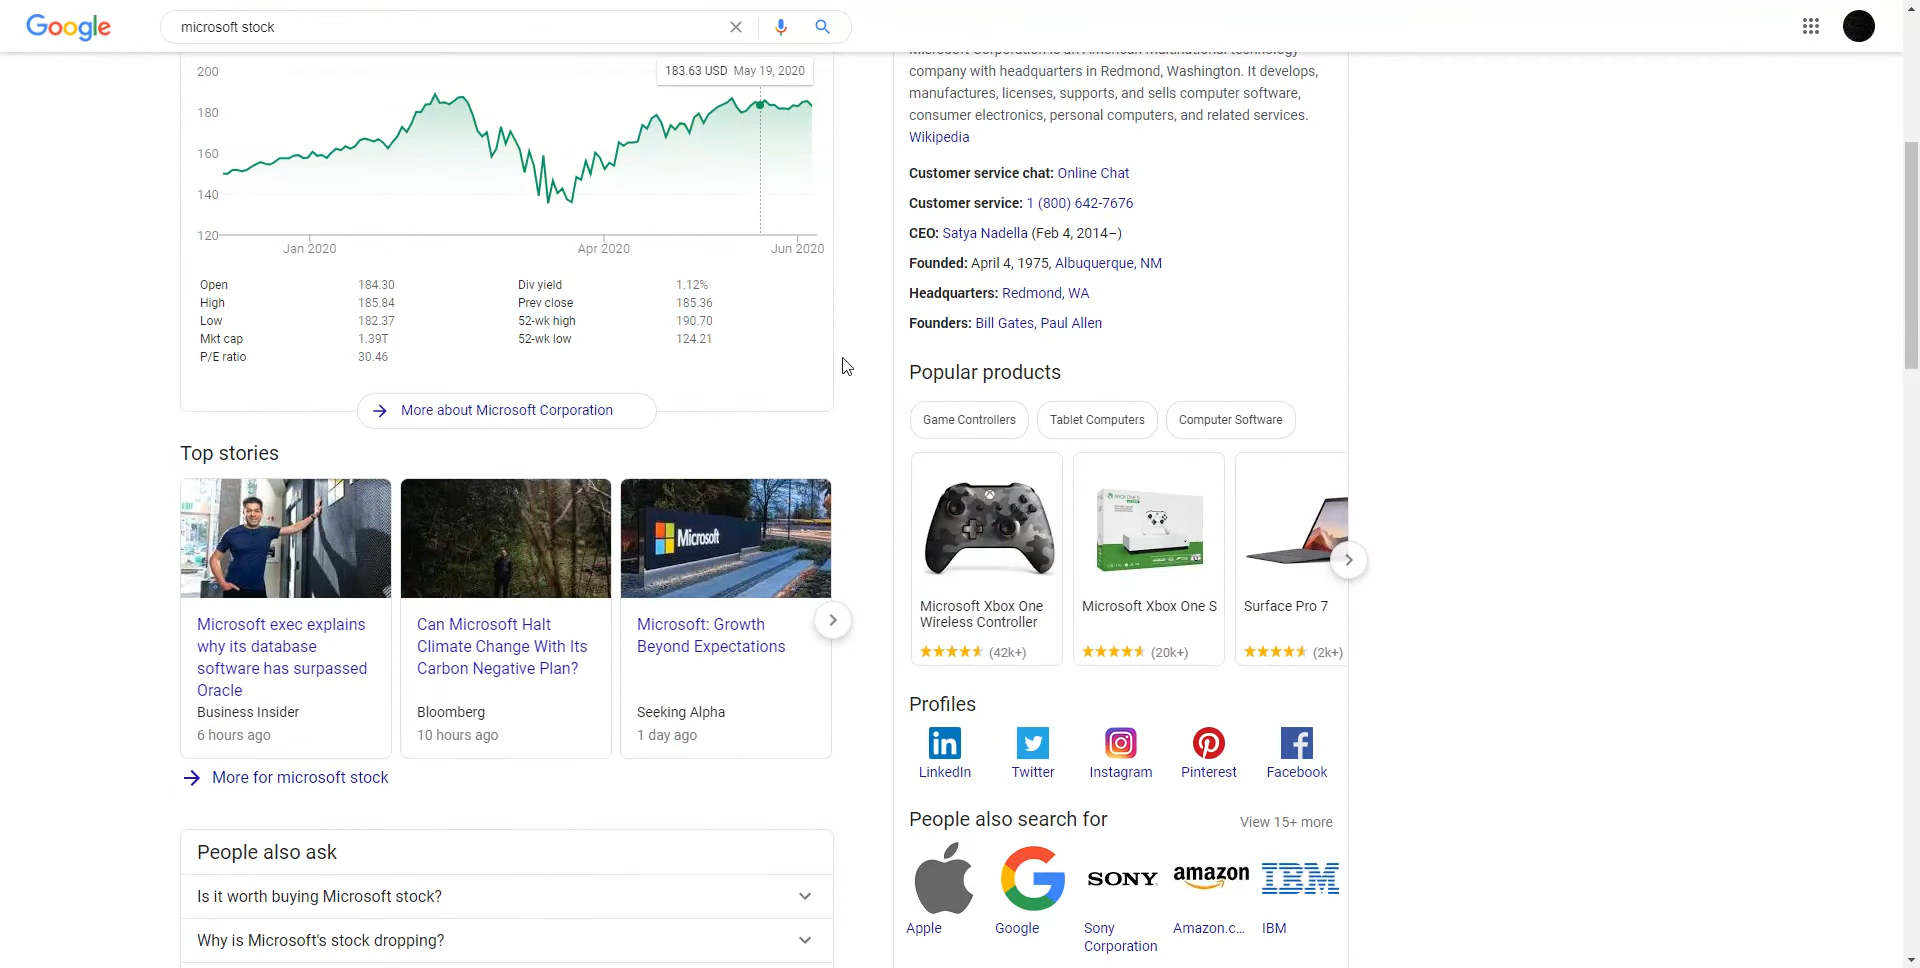 Google
microsoft stock
200
183.63 USD May 19, 2020
180
160
140
120
Jan 2020 Apr 2020 Jun 2020
Open 184.30 Div yield 1.12%
High 185.84 Prev close 185.36
Low 182.37 52-wk high 190.70
Mkt cap 1.39T 52-wk low 124.21
P/E ratio 30.46
More about Microsoft Corporation
Top stories
Microsoft
Microsoft exec explains
why its database
software has surpassed
Oracle
Business Insider
6 hours ago
Can Microsoft Halt
Climate Change With Its
Carbon Negative Plan?
Bloomberg
10 hours ago
Microsoft: Growth
Beyond Expectations
Seeking Alpha
1 day ago
More for microsoft stock
People also ask
Is it worth buying Microsoft stock?
Why is Microsoft's stock dropping?
Microsoft Corporation is an American multinational technology
company with headquarters in Redmond, Washington. It develops,
manufactures, licenses, supports, and sells computer software,
consumer electronics, personal computers, and related services.
Wikipedia
Customer service chat: Online Chat
Customer service: 1 (800) 642-7676
CEO: Satya Nadella (Feb 4, 2014–)
Founded: April 4, 1975, Albuquerque, NM
Headquarters: Redmond, WA
Founders: Bill Gates, Paul Allen
Popular products
Game Controllers Tablet Computers Computer Software
XBOX ONE S
Microsoft Xbox One
Wireless Controller
(42k+)
Microsoft Xbox One S
(20k+)
Surface Pro 7
(2k+)
Profiles
LinkedIn Twitter Instagram Pinterest Facebook
People also search for View 15+ more
SONY amazon IBM
Apple Google Sony
Corporation
Amazon.c... IBM